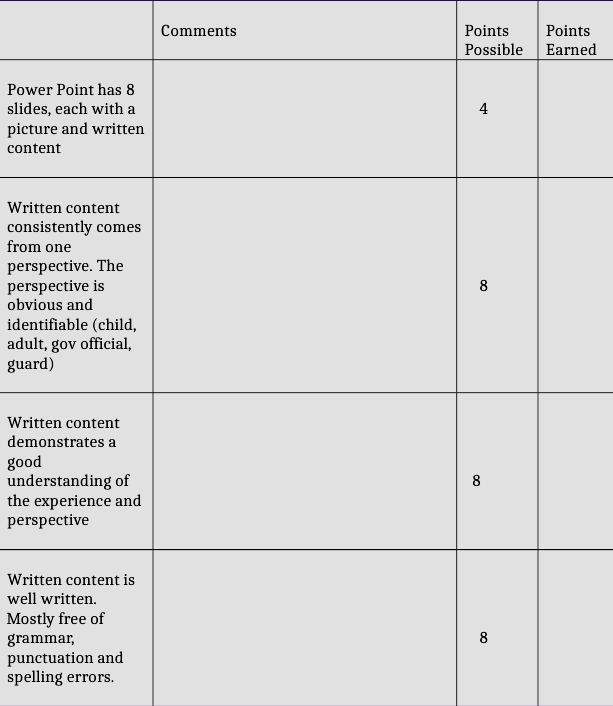 Comments
Points
Possible
Points
Earned
Power Point has 8
slides, each with a
picture and written
content
4
Written content
consistently comes
from one
perspective. The
perspective is
obvious and
identifiable (child,
adult, gov official,
guard)
8
Written content
demonstrates a
good
understanding of
the experience and
perspective
8
Written content is
well written.
Mostly free of
grammar,
punctuation and
spelling errors.
8